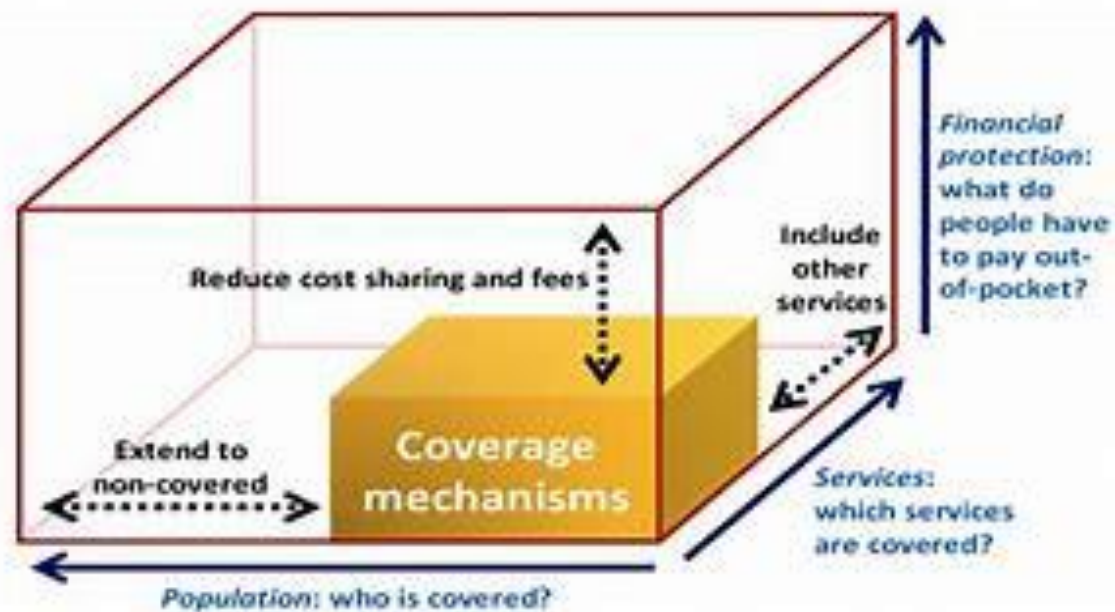 Financial
protection:
what do
people have
to pay out-
of-pocket?
Include
other
services
Reduce cost sharing and fees
Extend to
non-covered
Coverage
mechanisms
Services:
which services
are covered?
Population: who is covered?